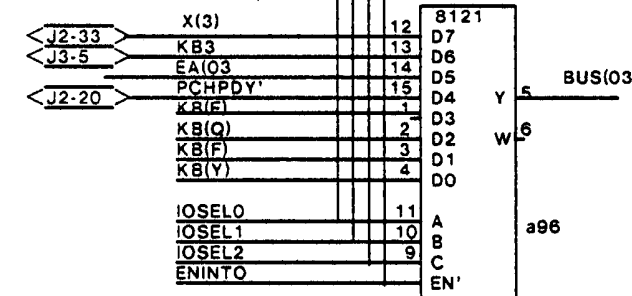 8121
X(3) 12 D7
J2-33
KB3 13 D6
J3-5
EA(03 14 D5
PCHPDY' 15 D4 Y 5 BUS(03
J2-20
KB(E) 1 D3
KB(Q) 2 D2 W 6
KB(F) 3 D1
KB(Y) 4 D0
IOSEL0 11 A a96
IOSEL1 10 B
IOSEL2 9 C
ENINTO EN'